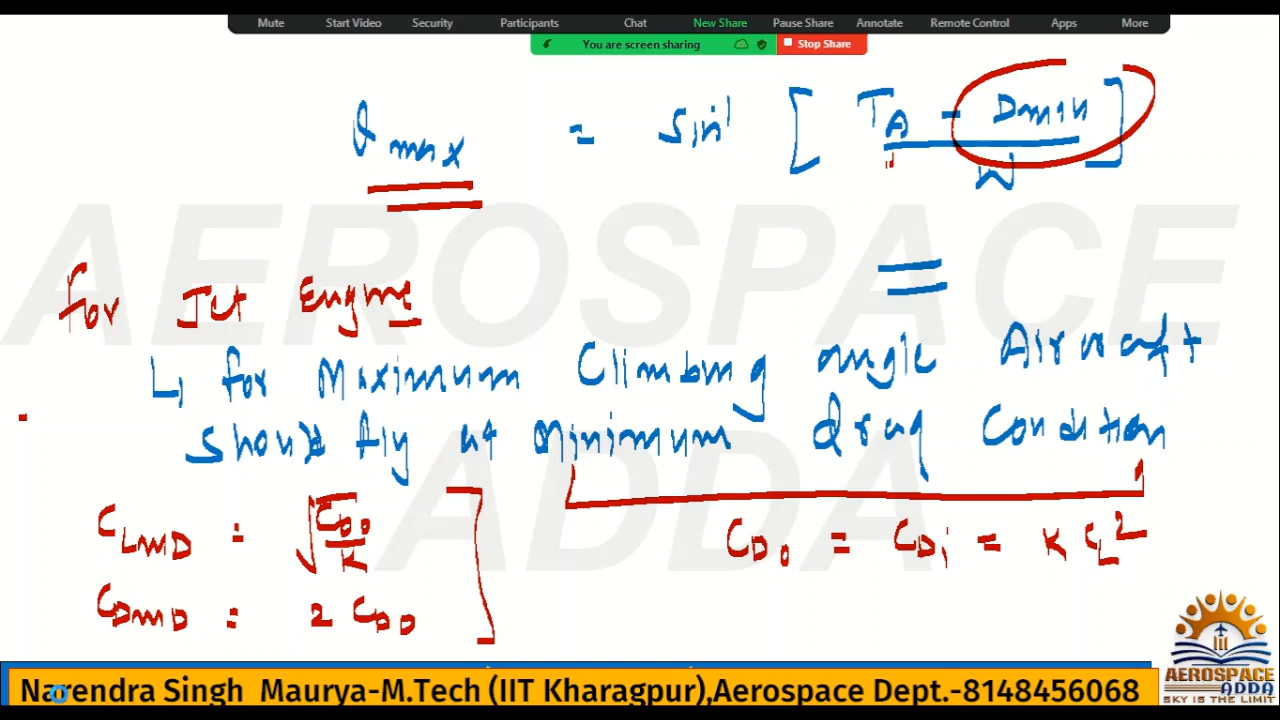 Mute Start Video Security Participants Chat New Share Pause Share Annotate Remote Control Apps More
You are screen sharing Stop Share
θmax = Sin⁻¹ [ (TA - Dmin) / W ]
for Jet Engine
↳ for Maximum Climbing angle Aircraft
should fly at Minimum drag Condition
CLMD = √(CD0/K)
CD0 = CDi = K CL²
CDMD = 2 CD0
AEROSPACE
ADDA
Narendra Singh Maurya-M.Tech (IIT Kharagpur),Aerospace Dept.-8148456068
AEROSPACE
ADDA
SKY IS THE LIMIT